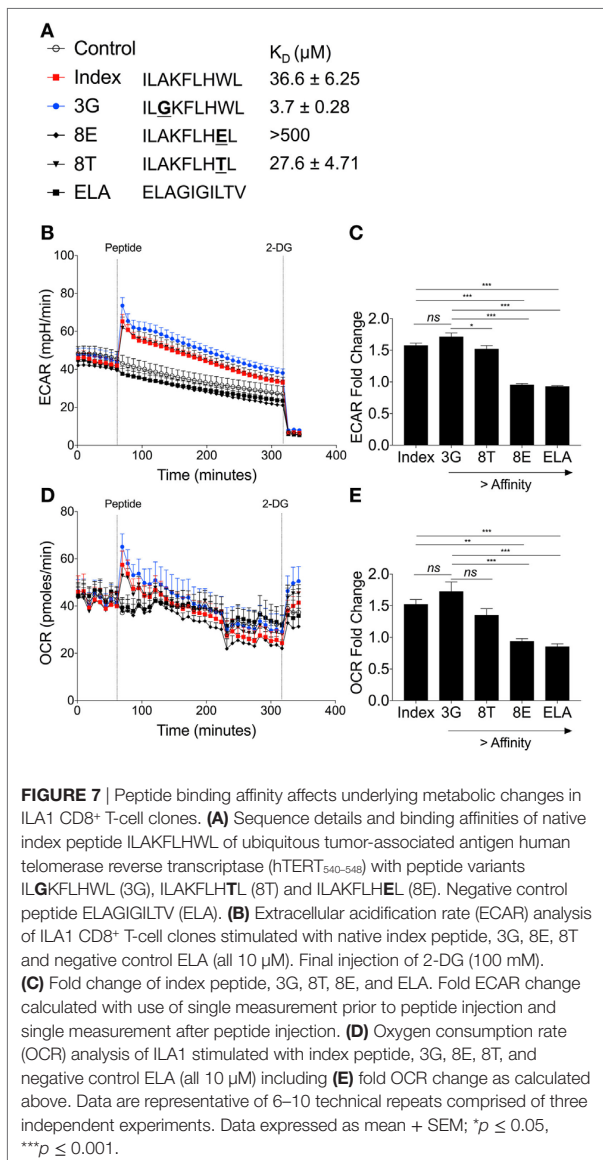 A
Control K_D (µM)
Index ILAKFLHWL 36.6 ± 6.25
3G ILGKFLHWL 3.7 ± 0.28
8E ILAKFLHEL >500
8T ILAKFLHTL 27.6 ± 4.71
ELA ELAGIGILTV
B
Peptide 2-DG
ECAR (mpH/min)
100
80
60
40
20
0
0 100 200 300 400
Time (minutes)
C
ECAR Fold Change
***
***
***
ns ***
*
2.0
1.5
1.0
0.5
0.0
Index 3G 8T 8E ELA
> Affinity
D
Peptide 2-DG
OCR (pmoles/min)
80
60
40
20
0
0 100 200 300 400
Time (minutes)
E
OCR Fold Change
***
**
***
***
ns ns
2.0
1.5
1.0
0.5
0.0
Index 3G 8T 8E ELA
> Affinity
FIGURE 7 | Peptide binding affinity affects underlying metabolic changes in
ILA1 CD8+ T-cell clones. (A) Sequence details and binding affinities of native
index peptide ILAKFLHWL of ubiquitous tumor-associated antigen human
telomerase reverse transcriptase (hTERT540–548) with peptide variants
ILGKFLHWL (3G), ILAKFLHTL (8T) and ILAKFLHEL (8E). Negative control
peptide ELAGIGILTV (ELA). (B) Extracellular acidification rate (ECAR) analysis
of ILA1 CD8+ T-cell clones stimulated with native index peptide, 3G, 8E, 8T
and negative control ELA (all 10 µM). Final injection of 2-DG (100 mM).
(C) Fold change of index peptide, 3G, 8T, 8E, and ELA. Fold ECAR change
calculated with use of single measurement prior to peptide injection and
single measurement after peptide injection. (D) Oxygen consumption rate
(OCR) analysis of ILA1 stimulated with index peptide, 3G, 8E, 8T, and
negative control ELA (all 10 µM) including (E) fold OCR change as calculated
above. Data are representative of 6–10 technical repeats comprised of three
independent experiments. Data expressed as mean + SEM; *p ≤ 0.05,
***p ≤ 0.001.